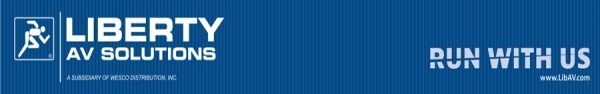 LIBERTY
AV SOLUTIONS
®
A SUBSIDIARY OF WESCO DISTRIBUTION, INC.
RUN WITH US
www.LibAV.com